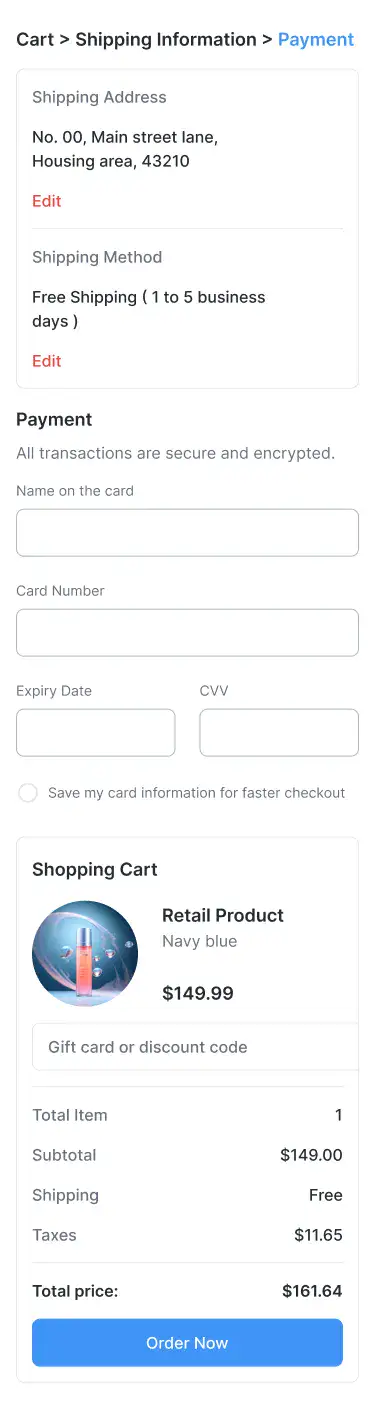 Cart > Shipping Information > Payment
Shipping Address
No. 00, Main street lane,
Housing area, 43210
Edit
Shipping Method
Free Shipping ( 1 to 5 business
days )
Edit
Payment
All transactions are secure and encrypted.
Name on the card
Card Number
Expiry Date CVV
Save my card information for faster checkout
Shopping Cart
Retail Product
Navy blue
$149.99
Gift card or discount code
Total Item 1
Subtotal $149.00
Shipping Free
Taxes $11.65
Total price: $161.64
Order Now